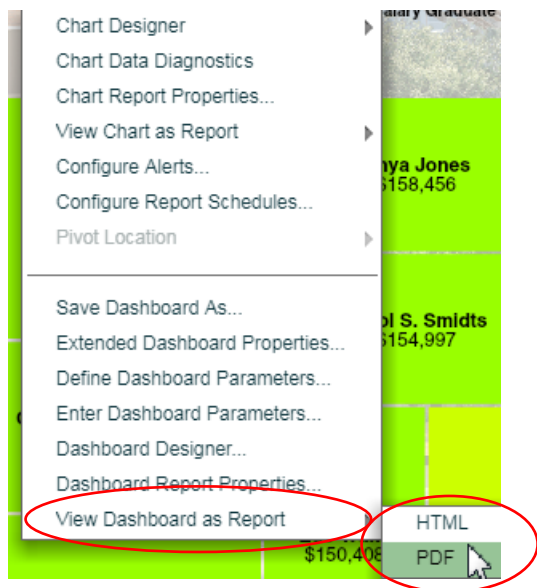 alary Graduate
Chart Designer
Chart Data Diagnostics
Chart Report Properties...
View Chart as Report
Configure Alerts...
nya Jones
$158,456
Configure Report Schedules...
Pivot Location
Save Dashboard As...
ol S. Smidts
Extended Dashboard Properties...
$154,997
Define Dashboard Parameters...
Enter Dashboard Parameters...
Dashboard Designer...
Dashboard Report Properties...
View Dashboard as Report
HTML
$150,408
PDF